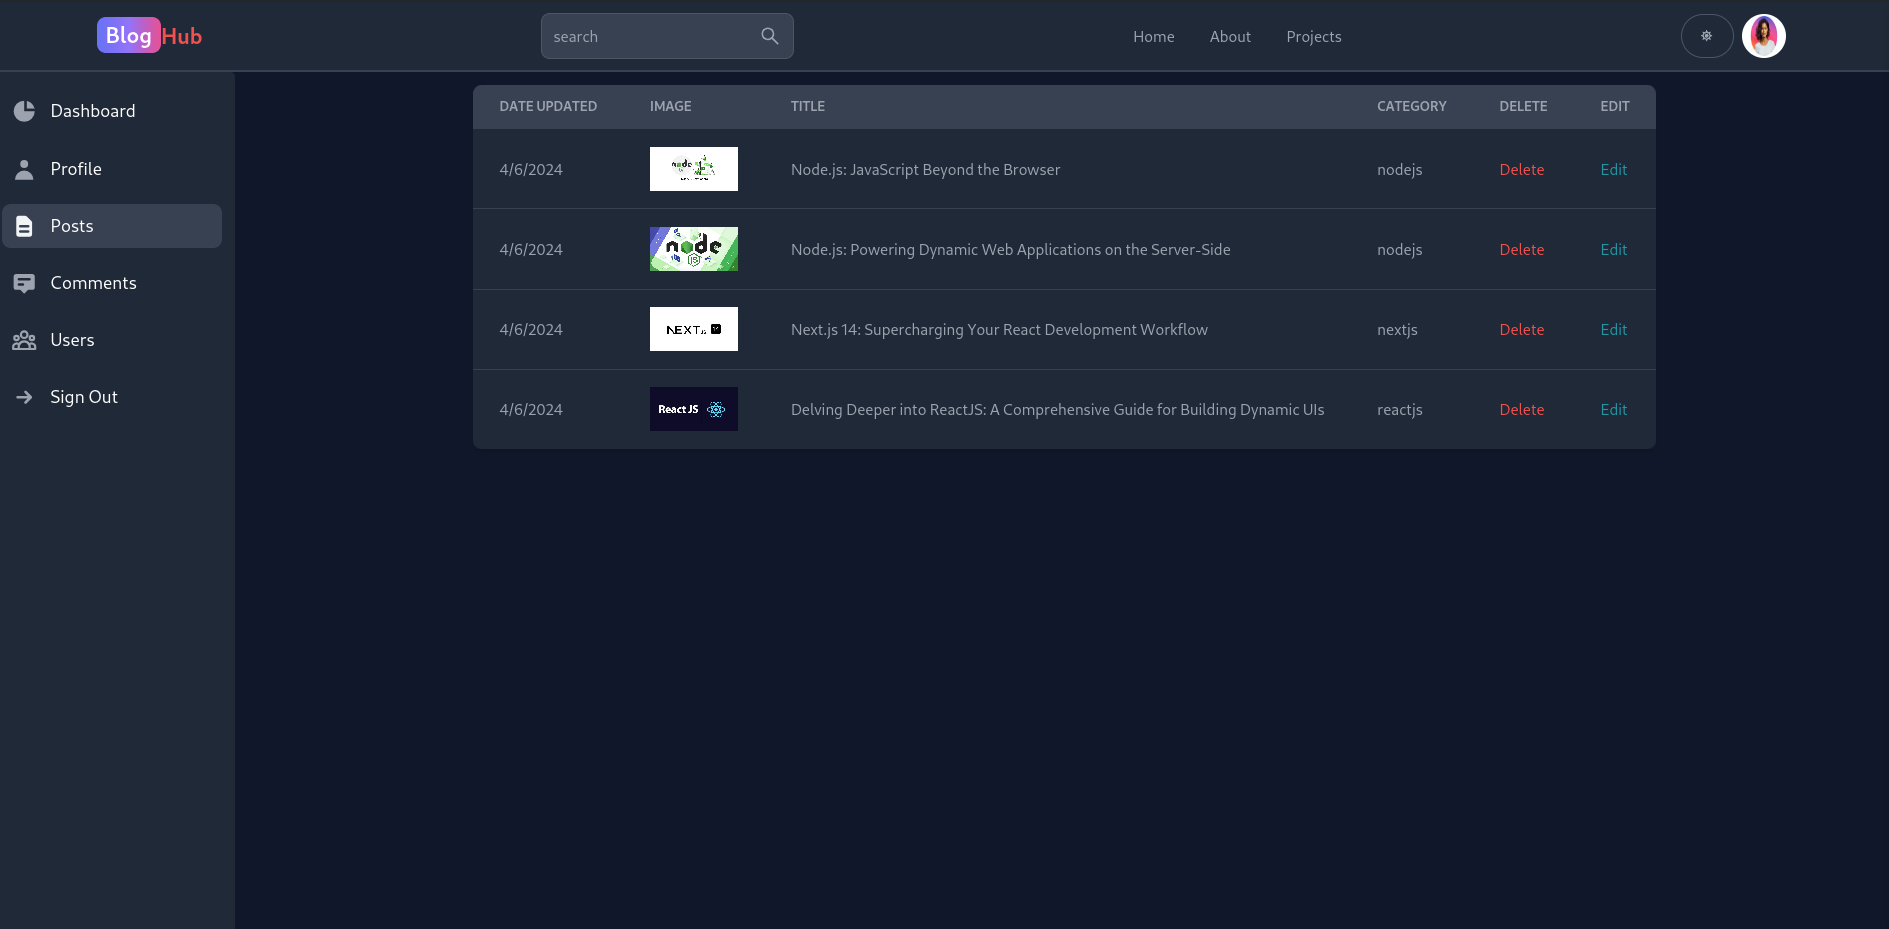 BlogHub
search
Home About Projects
Dashboard
Profile
Posts
Comments
Users
Sign Out
DATE UPDATED IMAGE TITLE CATEGORY DELETE EDIT
4/6/2024 node Node.js: JavaScript Beyond the Browser nodejs Delete Edit
4/6/2024 node JS Node.js: Powering Dynamic Web Applications on the Server-Side nodejs Delete Edit
4/6/2024 NEXT.js Next.js 14: Supercharging Your React Development Workflow nextjs Delete Edit
4/6/2024 React JS Delving Deeper into ReactJS: A Comprehensive Guide for Building Dynamic UIs reactjs Delete Edit